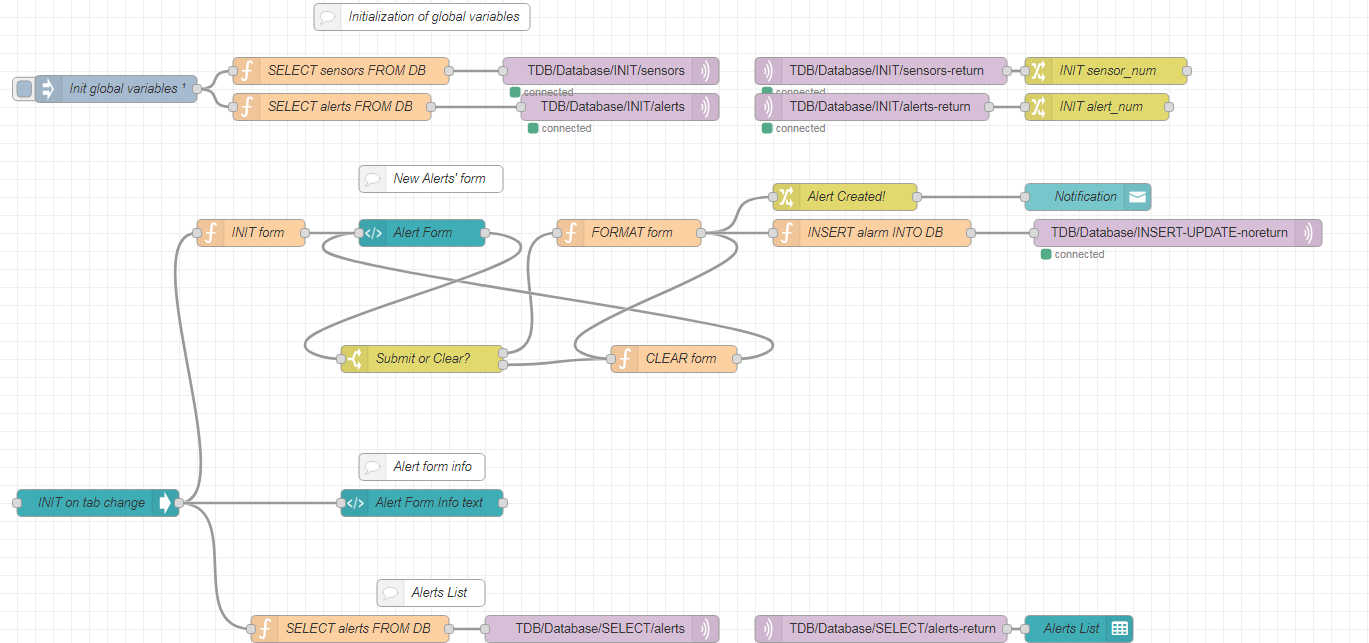 Initialization of global variables
Init global variables ¹
SELECT sensors FROM DB
TDB/Database/INIT/sensors
connected
TDB/Database/INIT/sensors-return
connected
INIT sensor_num
SELECT alerts FROM DB
TDB/Database/INIT/alerts
connected
TDB/Database/INIT/alerts-return
connected
INIT alert_num
New Alerts' form
INIT form
Alert Form
FORMAT form
Alert Created!
Notification
INSERT alarm INTO DB
TDB/Database/INSERT-UPDATE-noreturn
connected
Submit or Clear?
CLEAR form
Alert form info
INIT on tab change
Alert Form Info text
Alerts List
SELECT alerts FROM DB
TDB/Database/SELECT/alerts
TDB/Database/SELECT/alerts-return
Alerts List